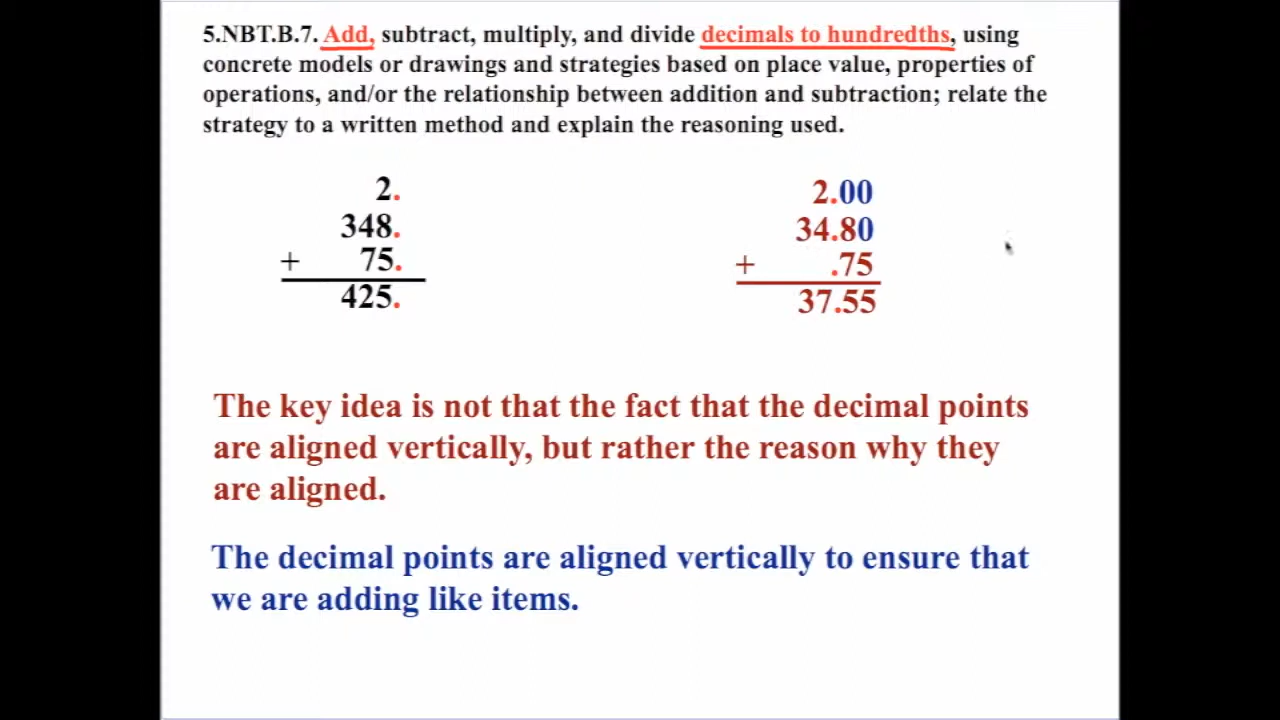 5.NBT.B.7. Add, subtract, multiply, and divide decimals to hundredths, using
concrete models or drawings and strategies based on place value, properties of
operations, and/or the relationship between addition and subtraction; relate the
strategy to a written method and explain the reasoning used.
2.
348.
+ 75.
425.
2.00
34.80
+ .75
37.55
The key idea is not that the fact that the decimal points
are aligned vertically, but rather the reason why they
are aligned.
The decimal points are aligned vertically to ensure that
we are adding like items.